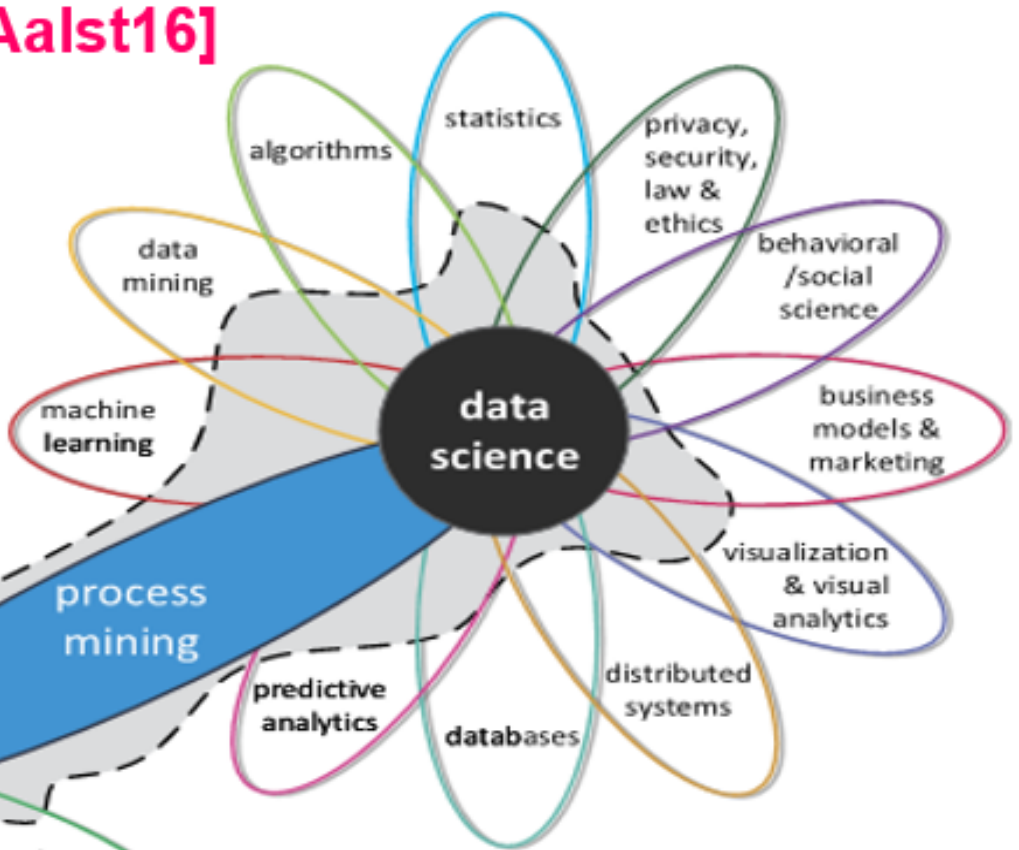 Aalst16]
statistics
algorithms
privacy,
security,
law &
ethics
data
mining
behavioral
/social
science
machine
learning
data
science
business
models &
marketing
process
mining
visualization
& visual
analytics
predictive
analytics
databases
distributed
systems